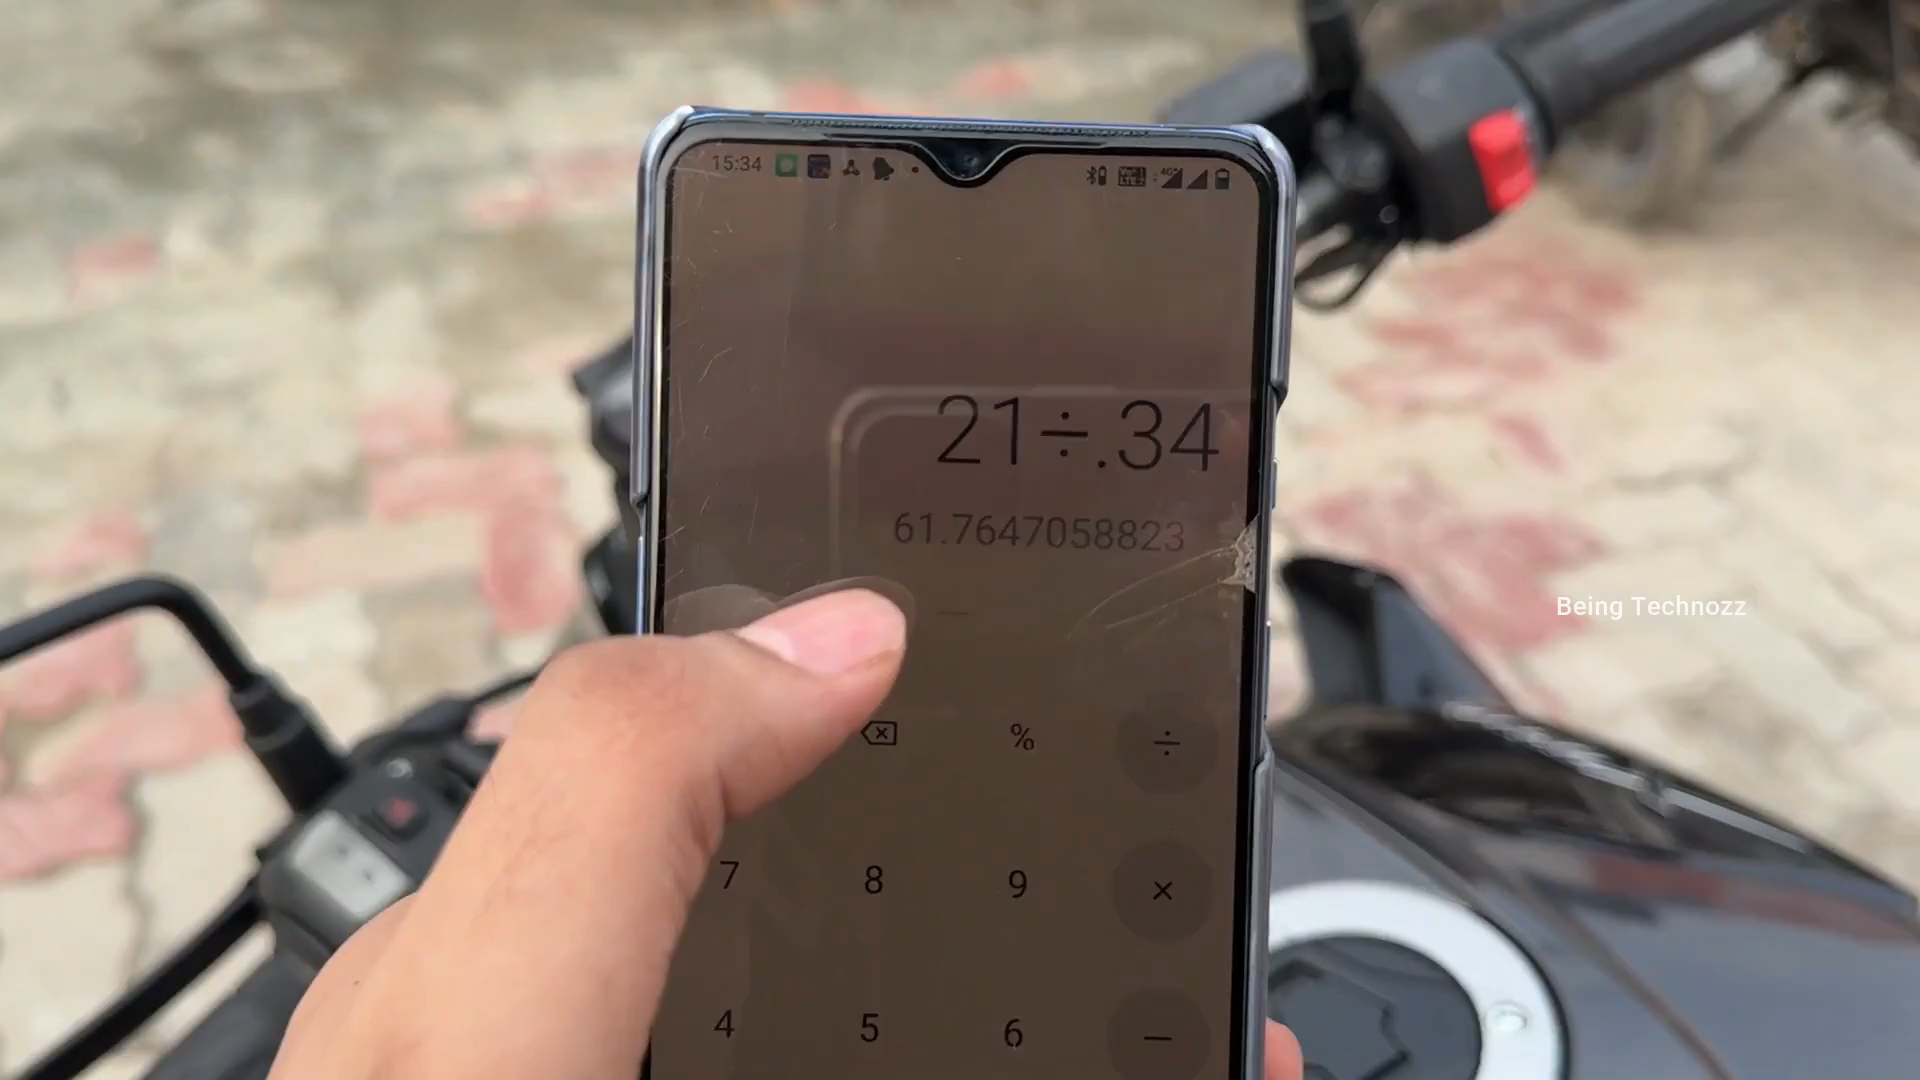 15:34
21÷.34
61.7647058823
%
÷
7 8 9 ×
4 5 6 −
Being Technozz